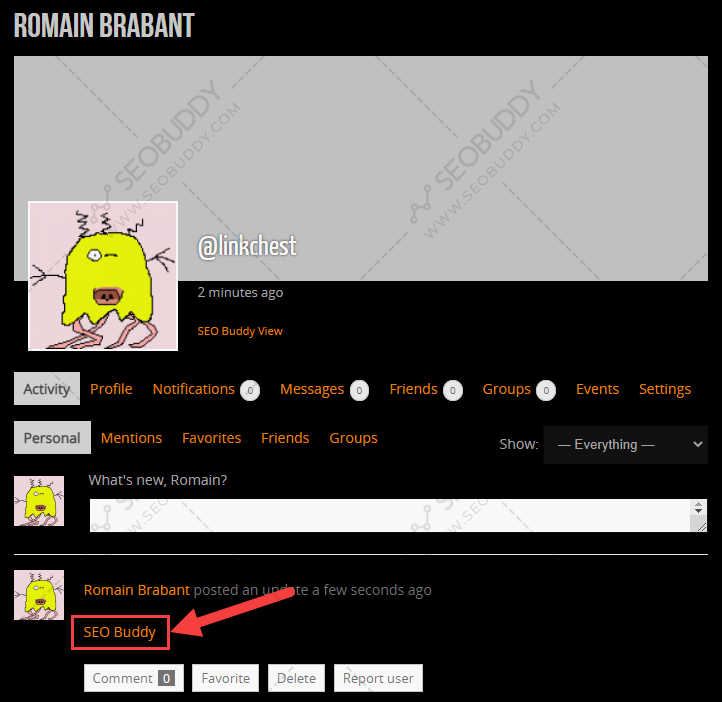 ROMAIN BRABANT
SEOBUDDY
WWW.SEOBUDDY.COM
SEOBUDDY
WWW.SEOBUDDY.COM
@linkchest
2 minutes ago
SEO Buddy View
Activity Profile Notifications 0 Messages 0 Friends 0 Groups 0 Events Settings
Personal Mentions Favorites Friends Groups
Show: — Everything —
What's new, Romain?
Romain Brabant posted an update a few seconds ago
SEO Buddy
Comment 0 Favorite Delete Report user